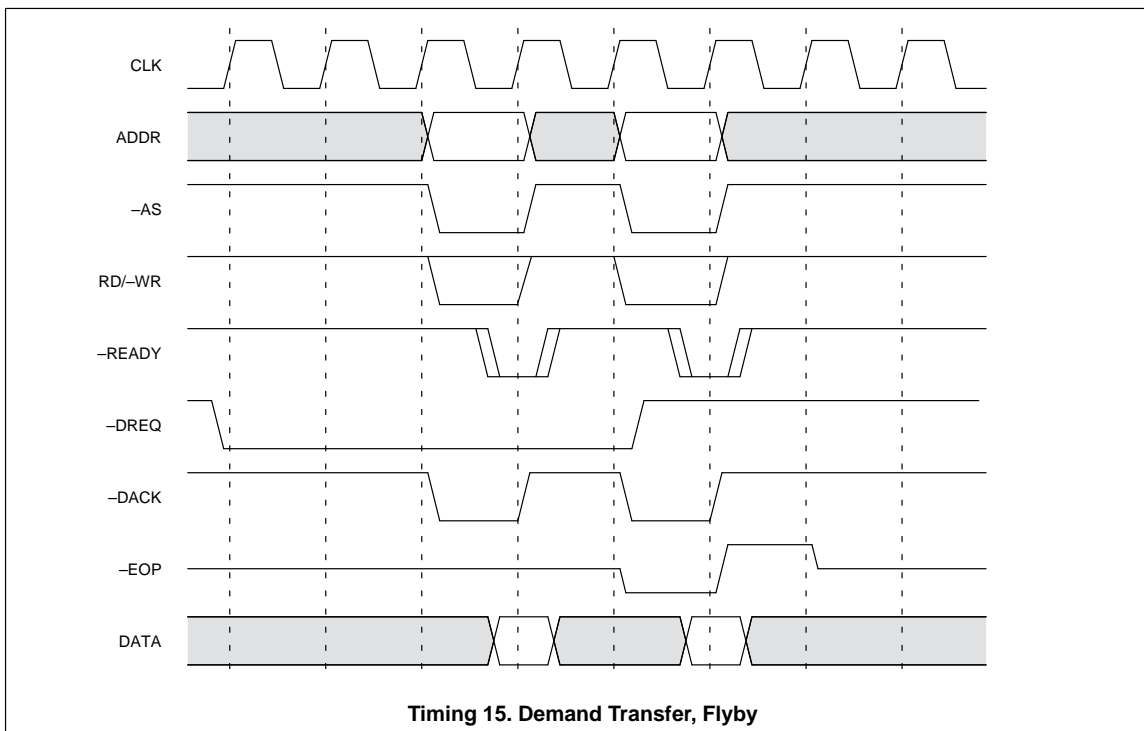 CLK
ADDR
–AS
RD/–WR
–READY
–DREQ
–DACK
–EOP
DATA
Timing 15. Demand Transfer, Flyby